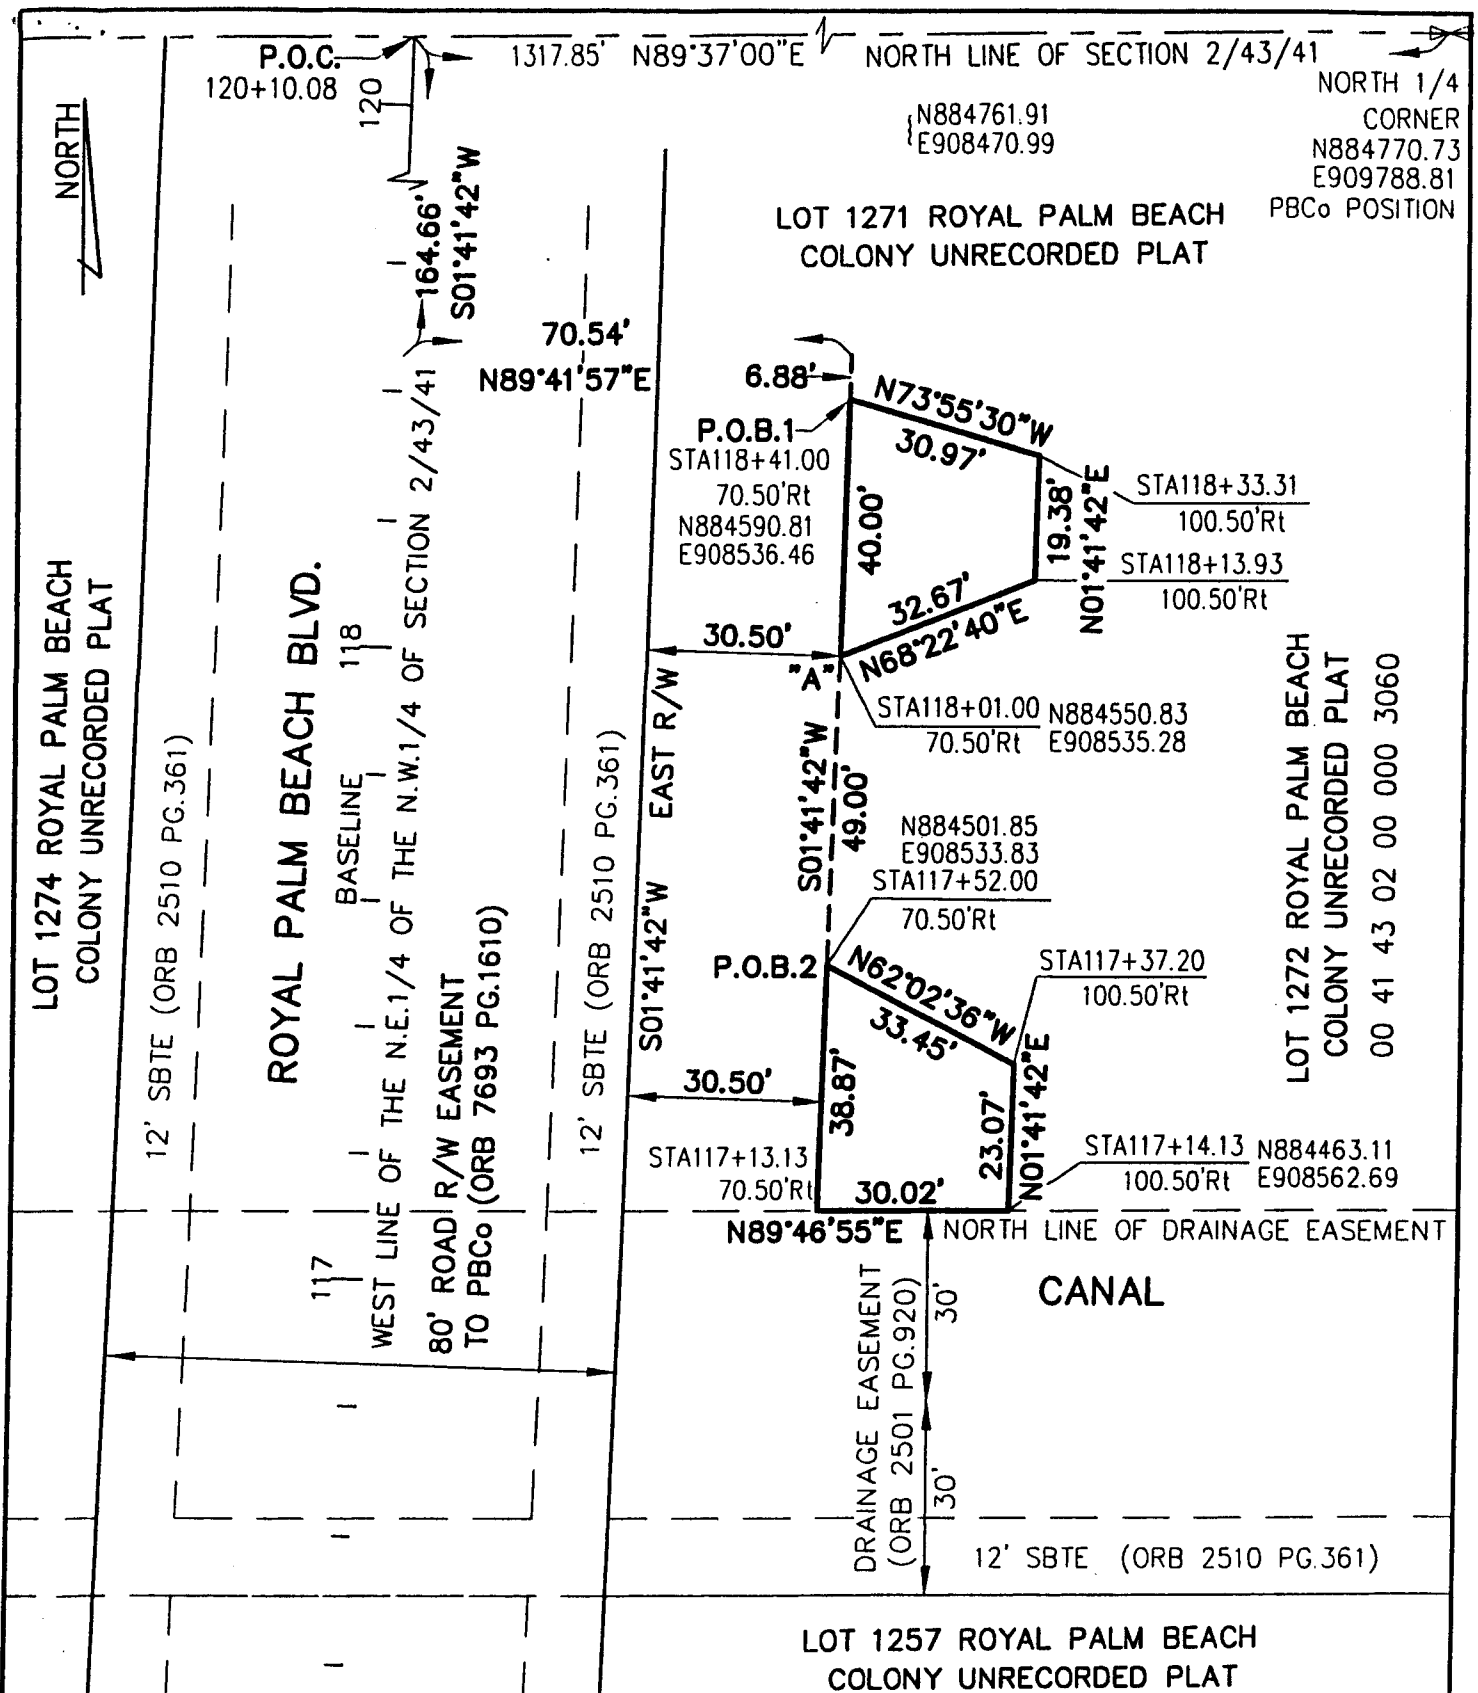 P.O.C.
120+10.08
1317.85' N89°37'00"E
NORTH LINE OF SECTION 2/43/41
NORTH 1/4
CORNER
N884770.73
E909788.81
PBCo POSITION
N884761.91
E908470.99
NORTH
120
164.66'
S01°41'42"W
LOT 1271 ROYAL PALM BEACH
COLONY UNRECORDED PLAT
70.54'
N89°41'57"E
6.88'
P.O.B.1
STA118+41.00
70.50'Rt
N884590.81
E908536.46
N73°55'30"W
30.97'
40.00'
19.38'
N01°41'42"E
STA118+33.31
100.50'Rt
STA118+13.93
100.50'Rt
32.67'
N68°22'40"E
30.50'
"A"
STA118+01.00
70.50'Rt
N884550.83
E908535.28
S01°41'42"W
49.00'
N884501.85
E908533.83
STA117+52.00
70.50'Rt
P.O.B.2
N62°02'36"W
33.45'
STA117+37.20
100.50'Rt
38.87'
23.07'
N01°41'42"E
30.50'
STA117+13.13
70.50'Rt
30.02'
N89°46'55"E
STA117+14.13
100.50'Rt
N884463.11
E908562.69
NORTH LINE OF DRAINAGE EASEMENT
CANAL
DRAINAGE EASEMENT
(ORB 2501 PG.920)
30'
30'
12' SBTE (ORB 2510 PG.361)
LOT 1257 ROYAL PALM BEACH
COLONY UNRECORDED PLAT
LOT 1274 ROYAL PALM BEACH
COLONY UNRECORDED PLAT
12' SBTE (ORB 2510 PG.361)
ROYAL PALM BEACH BLVD.
118
BASELINE
117
WEST LINE OF THE N.E.1/4 OF THE N.W.1/4 OF SECTION 2/43/41
80' ROAD R/W EASEMENT
TO PBCo (ORB 7693 PG.1610)
12' SBTE (ORB 2510 PG.361)
S01°41'42"W EAST R/W
LOT 1272 ROYAL PALM BEACH
COLONY UNRECORDED PLAT
00 41 43 02 00 000 3060